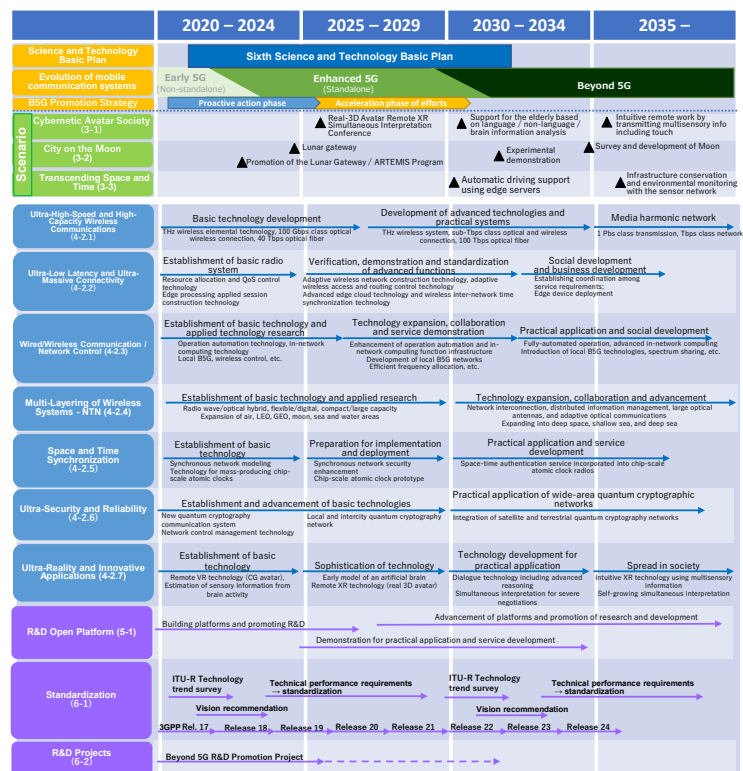 2020 – 2024
2025 – 2029
2030 – 2034
2035 –
Science and Technology
Basic Plan
Sixth Science and Technology Basic Plan
Evolution of mobile
communication systems
Early 5G
(Non-standalone)
Enhanced 5G
(Standalone)
Beyond 5G
B5G Promotion Strategy
Proactive action phase
Acceleration phase of efforts
Scenario
Cybernetic Avatar Society
(3-1)
Real-3D Avatar Remote XR
Simultaneous Interpretation
Conference
Support for the elderly based
on language / non-language /
brain information analysis
Intuitive remote work by
transmitting multisensory info
including touch
City on the Moon
(3-2)
Lunar gateway
Promotion of the Lunar Gateway / ARTEMIS Program
Experimental
demonstration
Survey and development of Moon
Transcending Space and
Time (3-3)
Automatic driving support
using edge servers
Infrastructure conservation
and environmental monitoring
with the sensor network
Ultra-High-Speed and High-
Capacity Wireless
Communications
(4-2.1)
Basic technology development
THz wireless elemental technology, 100 Gbps class optical
wireless connection, 40 Tbps optical fiber
Development of advanced technologies and
practical systems
THz wireless system, sub-Tbps class optical and wireless
connection, 100 Tbps optical fiber
Media harmonic network
1 Pbs class transmission, Tbps class network
Ultra-Low Latency and Ultra-
Massive Connectivity
(4-2.2)
Establishment of basic radio
system
Resource allocation and QoS control
technology
Edge processing applied session
construction technology
Verification, demonstration and standardization
of advanced functions
Adaptive wireless network construction technology, adaptive
wireless access and routing control technology
Advanced edge cloud technology and wireless inter-network time
synchronization technology
Social development
and business development
Establishing coordination among
service requirements;
Edge device deployment
Wired/Wireless Communication /
Network Control (4-2.3)
Establishment of basic technology and
applied technology research
Operation automation technology, in-network
computing technology
Local B5G, wireless control, etc.
Technology expansion, collaboration
and service demonstration
Enhancement of operation automation and in-
network computing function infrastructure
Development of local B5G networks
Efficient frequency allocation, etc.
Practical application and social development
Fully-automated operation, advanced in-network computing
Introduction of local B5G technologies, spectrum sharing, etc.
Multi-Layering of Wireless
Systems - NTN (4-2.4)
Establishment of basic technology and applied research
Radio wave/optical hybrid, flexible/digital, compact/large capacity
Expansion of air, LEO, GEO, moon, sea and water areas
Technology expansion, collaboration and advancement
Network interconnection, distributed information management, large optical
antennas, and adaptive optical communications
Expanding into deep space, shallow sea, and deep sea
Space and Time
Synchronization
(4-2.5)
Establishment of basic
technology
Synchronous network modeling
Technology for mass-producing chip-
scale atomic clocks
Preparation for implementation
and deployment
Synchronous network security
enhancement
Chip-scale atomic clock prototype
Practical application and service
development
Space-time authentication service incorporated into chip-scale
atomic clock radios
Ultra-Security and Reliability
(4-2.6)
Establishment and advancement of basic technologies
New quantum cryptography
communication system
Network control management technology
Local and intercity quantum cryptography
network
Practical application of wide-area quantum cryptographic
networks
Integration of satellite and terrestrial quantum cryptography networks
Ultra-Reality and Innovative
Applications (4-2.7)
Establishment of basic
technology
Remote VR technology (CG avatar),
Estimation of sensory information from
brain activity
Sophistication of technology
Early model of an artificial brain
Remote XR technology (real 3D avatar)
Technology development for
practical application
Dialogue technology including advanced
reasoning
Simultaneous interpretation for severe
negotiations
Spread in society
Intuitive XR technology using multisensory
information
Self-growing simultaneous interpretation
R&D Open Platform (5-1)
Building platforms and promoting R&D
Advancement of platforms and promotion of research and development
Demonstration for practical application and service development
Standardization
(6-1)
ITU-R Technology
trend survey
Technical performance requirements
→ standardization
Vision recommendation
ITU-R Technology
trend survey
Technical performance requirements
→ standardization
Vision recommendation
3GPP Rel. 17
Release 18
Release 19
Release 20
Release 21
Release 22
Release 23
Release 24
R&D Projects
(6-2)
Beyond 5G R&D Promotion Project